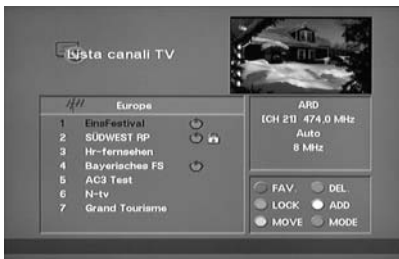 Lista canali TV
Europe
1 EinsFestival
2 SÜDWEST RP
3 Hr-fernsehen
4 Bayerisches FS
5 AC3 Test
6 N-tv
7 Grand Tourisme
ARD
[CH 21] 474,0 MHz
Auto
8 MHz
FAV. DEL.
LOCK ADD
MOVE MODE